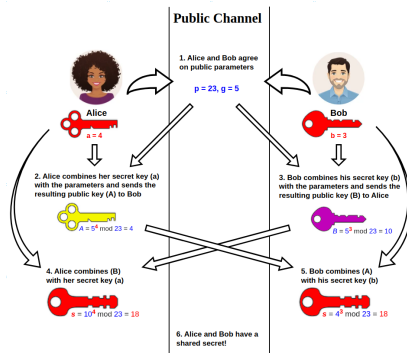 Public Channel
1. Alice and Bob agree
on public parameters
p = 23, g = 5
Alice
a = 4
Bob
b = 3
2. Alice combines her secret key (a)
with the parameters and sends the
resulting public key (A) to Bob
A = 5⁴ mod 23 = 4
3. Bob combines his secret key (b)
with the parameters and sends the
resulting public key (B) to Alice
B = 5³ mod 23 = 10
4. Alice combines (B)
with her secret key (a)
s = 10⁴ mod 23 = 18
5. Bob combines (A)
with his secret key (b)
s = 4³ mod 23 = 18
6. Alice and Bob have a
shared secret!